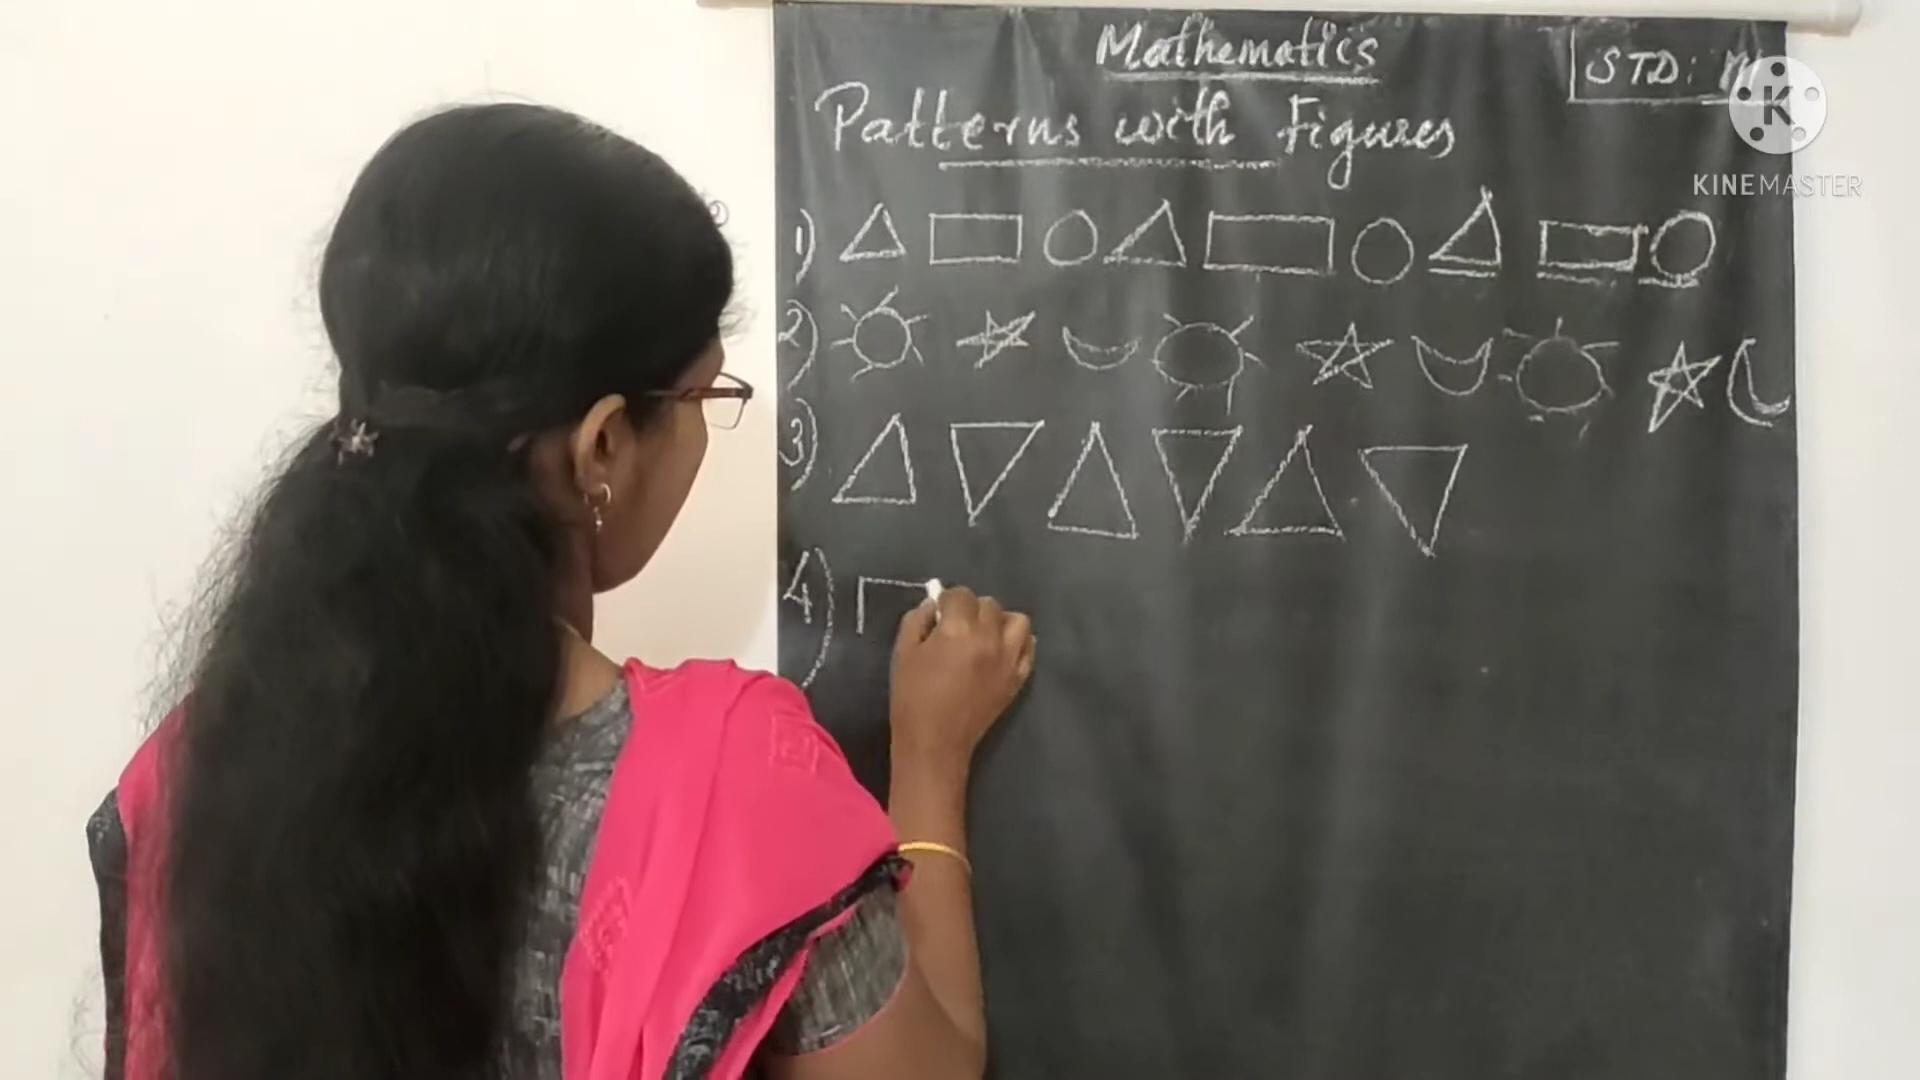 Mathematics
STD:
Patterns with Figures
1)
2)
3)
4)
K
KINEMASTER